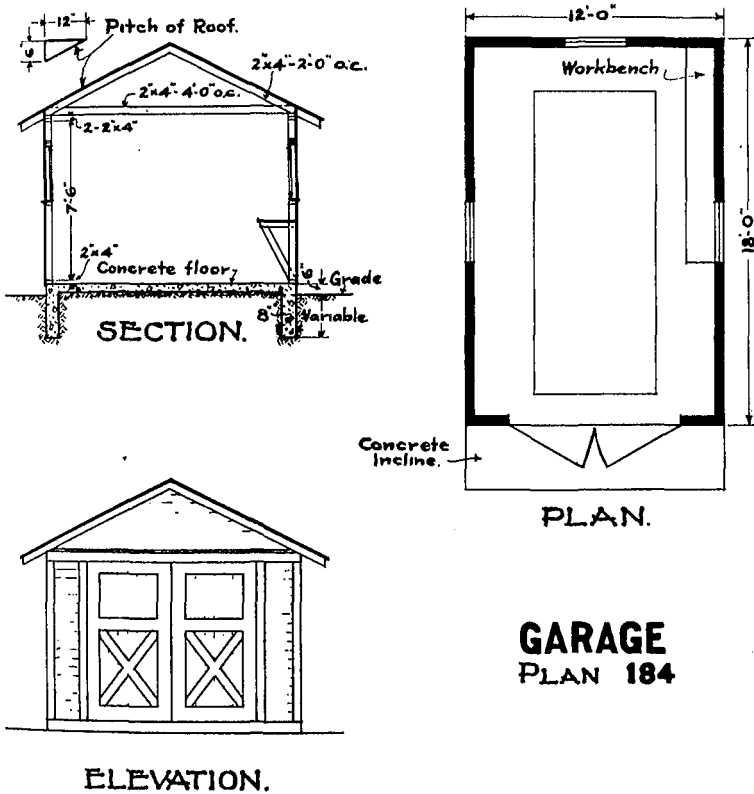 12"
6"
Pitch of Roof.
2"x4"-2'-0" o.c.
2"x4"-4'-0" o.c.
2-2"x4"
7'-6"
2"x4"
Concrete floor
6"
Grade
8"
Variable
SECTION.
12'-0"
Workbench
18'-0"
Concrete
Incline.
PLAN.
GARAGE
PLAN 184
ELEVATION.